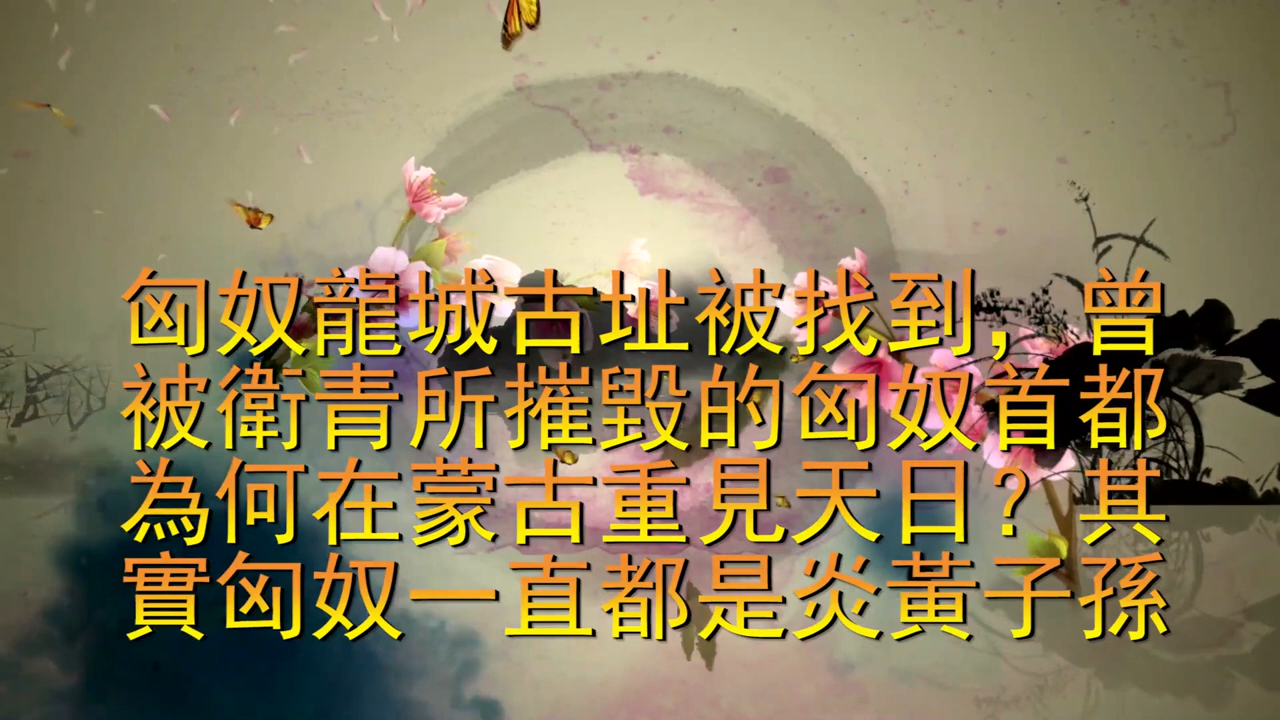 匈奴龍城古址被找到，曾
被衛青所摧毀的匈奴首都
為何在蒙古重見天日？其
實匈奴一直都是炎黃子孫